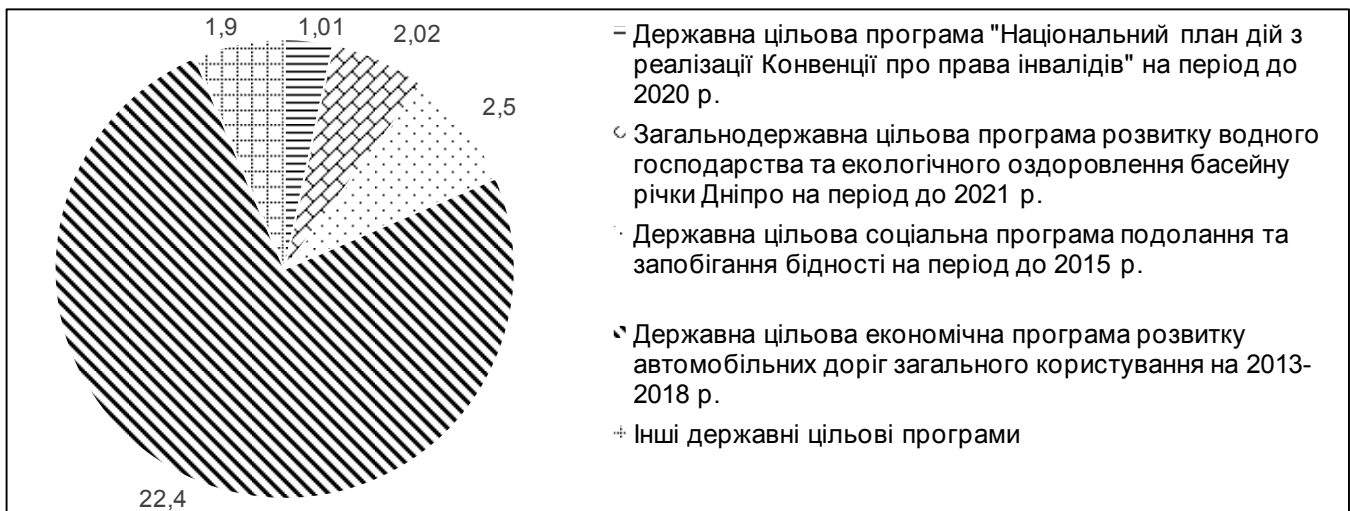 1,9
1,01
2,02
2,5
22,4
Державна цільова програма "Національний план дій з
реалізації Конвенції про права інвалідів" на період до
2020 р.
Загальнодержавна цільова програма розвитку водного
господарства та екологічного оздоровлення басейну
річки Дніпро на період до 2021 р.
Державна цільова соціальна програма подолання та
запобігання бідності на період до 2015 р.
Державна цільова економічна програма розвитку
автомобільних доріг загального користування на 2013-
2018 р.
Інші державні цільові програми